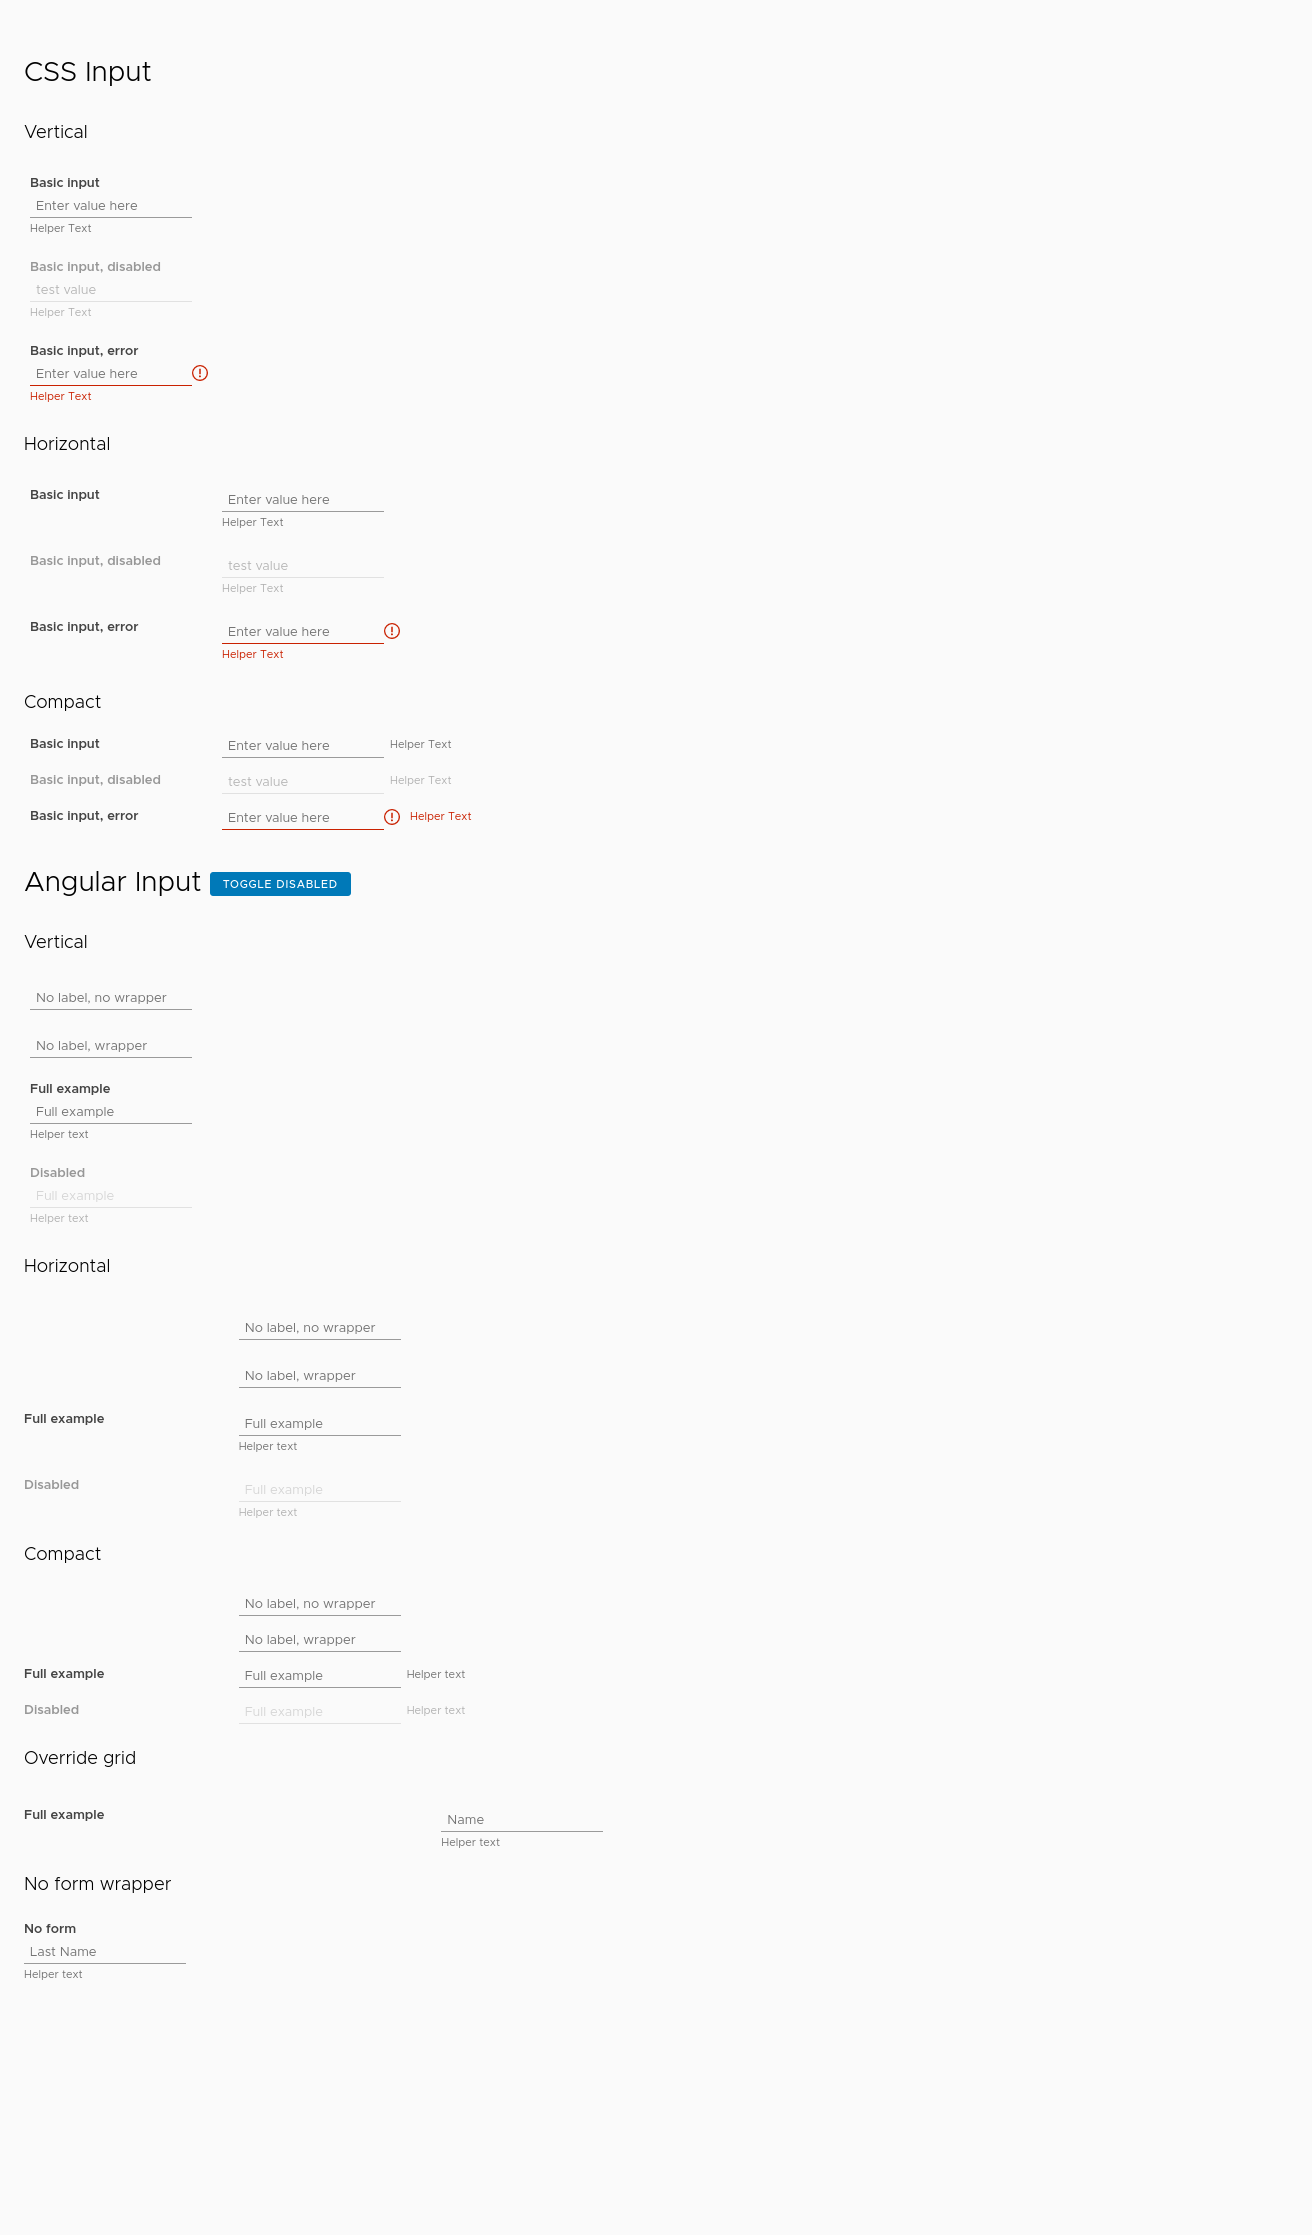 CSS Input
Vertical
Basic input
Enter value here
Helper Text
Basic input, disabled
test value
Helper Text
Basic input, error
Enter value here
Helper Text
Horizontal
Basic input Enter value here
Helper Text
Basic input, disabled test value
Helper Text
Basic input, error Enter value here
Helper Text
Compact
Basic input Enter value here Helper Text
Basic input, disabled test value Helper Text
Basic input, error Enter value here Helper Text
Angular Input TOGGLE DISABLED
Vertical
No label, no wrapper
No label, wrapper
Full example
Full example
Helper text
Disabled
Full example
Helper text
Horizontal
No label, no wrapper
No label, wrapper
Full example Full example
Helper text
Disabled Full example
Helper text
Compact
No label, no wrapper
No label, wrapper
Full example Full example Helper text
Disabled Full example Helper text
Override grid
Full example Name
Helper text
No form wrapper
No form
Last Name
Helper text